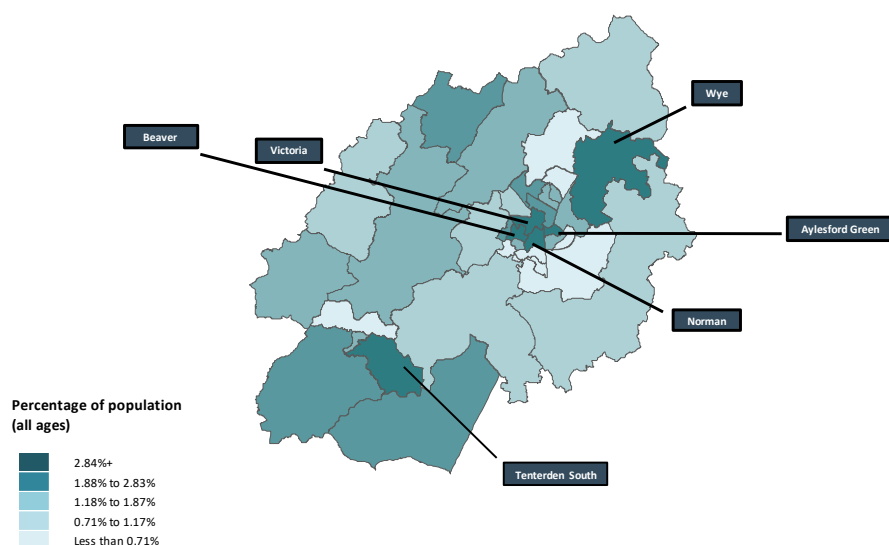 Wye
Beaver
Victoria
Aylesford Green
Norman
Tenterden South
Percentage of population
(all ages)
2.84%+
1.88% to 2.83%
1.18% to 1.87%
0.71% to 1.17%
Less than 0.71%